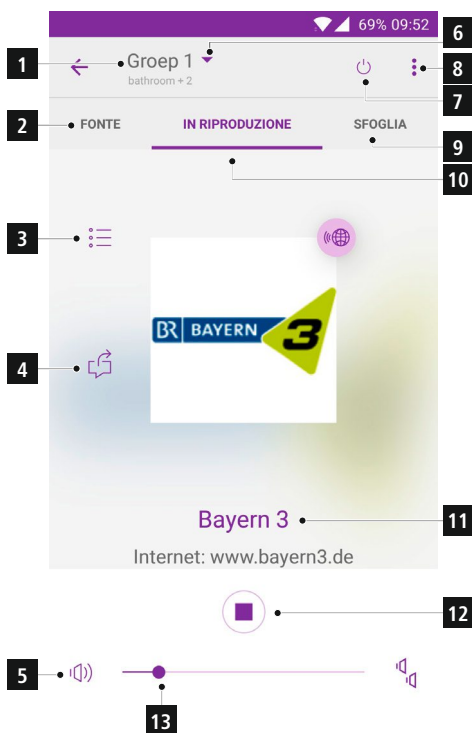 69% 09:52
6
1
Groep 1
8
bathroom + 2
7
2
FONTE
IN RIPRODUZIONE
SFOGLIA
9
10
3
BR BAYERN 3
4
Bayern 3
11
Internet: www.bayern3.de
12
5
13